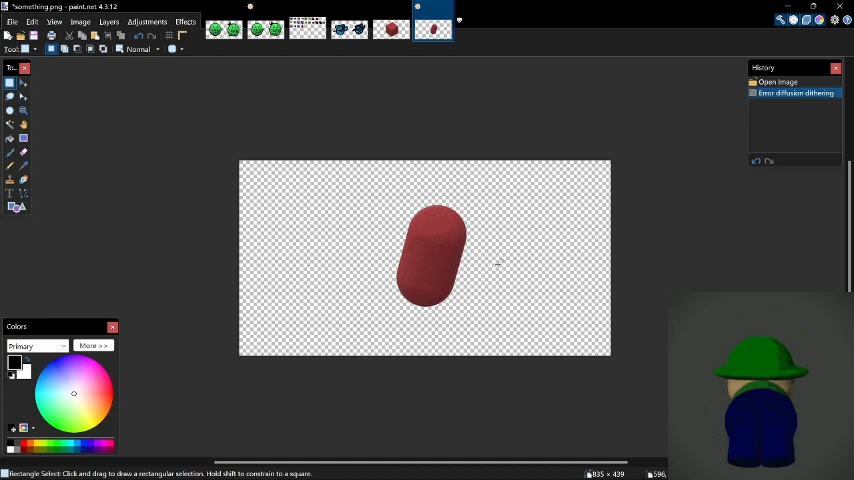 *something.png - paint.net 4.3.12
File Edit View Image Layers Adjustments Effects
Tool:
Normal
To...
History
Open Image
Error diffusion dithering
Colors
Primary
More >>
Rectangle Select: Click and drag to draw a rectangular selection. Hold shift to constrain to a square.
835 × 439
596,